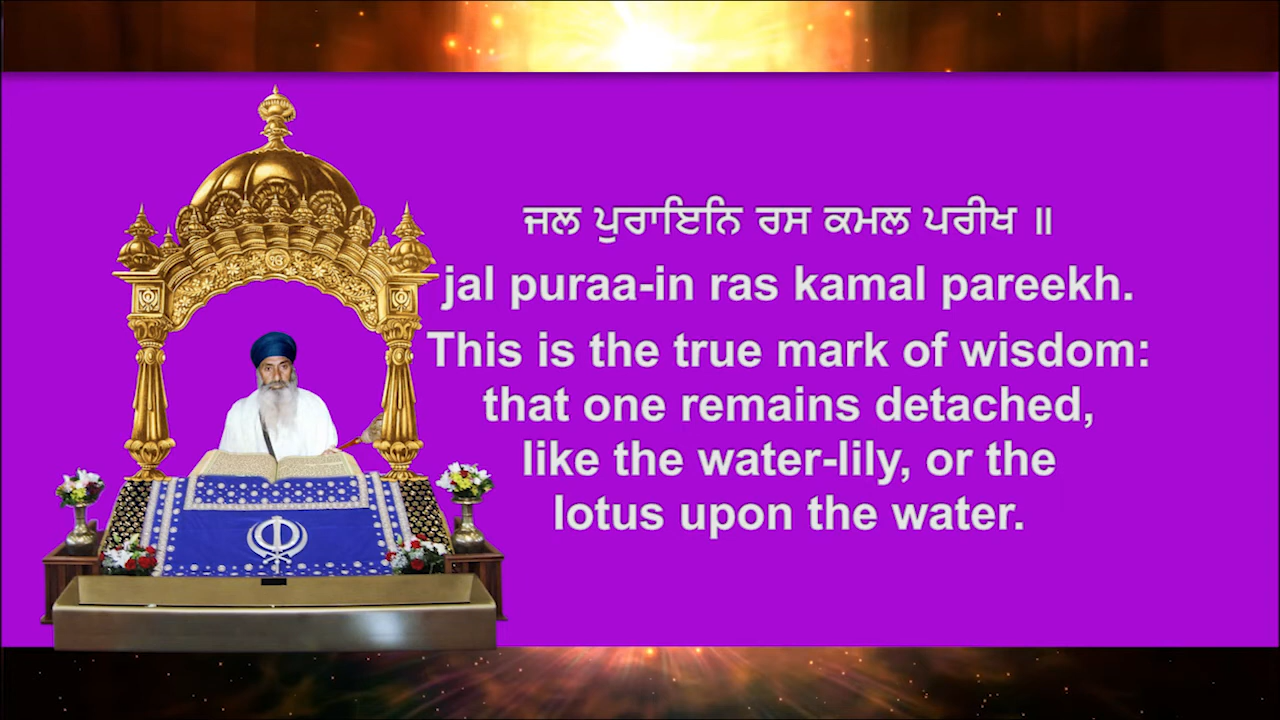 ਜਲ ਪੁਰਾਇਨਿ ਰਸ ਕਮਲ ਪਰੀਖ ॥
jal puraa-in ras kamal pareekh.
This is the true mark of wisdom:
that one remains detached,
like the water-lily, or the
lotus upon the water.